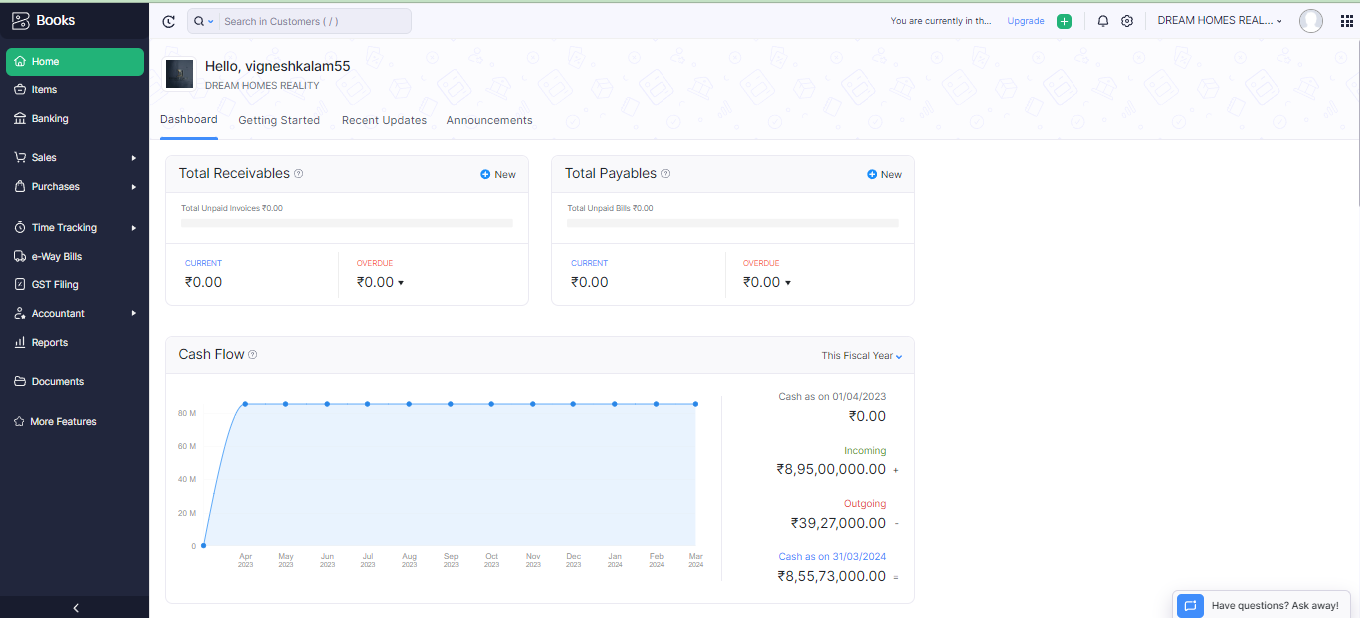 Books
Search in Customers ( / )
You are currently in th...
Upgrade
DREAM HOMES REAL...
Home
Items
Banking
Sales
Purchases
Time Tracking
e-Way Bills
GST Filing
Accountant
Reports
Documents
More Features
Hello, vigneshkalam55
DREAM HOMES REALITY
Dashboard
Getting Started
Recent Updates
Announcements
Total Receivables
New
Total Unpaid Invoices ₹0.00
CURRENT
₹0.00
OVERDUE
₹0.00
Total Payables
New
Total Unpaid Bills ₹0.00
CURRENT
₹0.00
OVERDUE
₹0.00
Cash Flow
This Fiscal Year
80 M
60 M
40 M
20 M
0
Apr 2023
May 2023
Jun 2023
Jul 2023
Aug 2023
Sep 2023
Oct 2023
Nov 2023
Dec 2023
Jan 2024
Feb 2024
Mar 2024
Cash as on 01/04/2023
₹0.00
Incoming
₹8,95,00,000.00 +
Outgoing
₹39,27,000.00 -
Cash as on 31/03/2024
₹8,55,73,000.00 =
Have questions? Ask away!